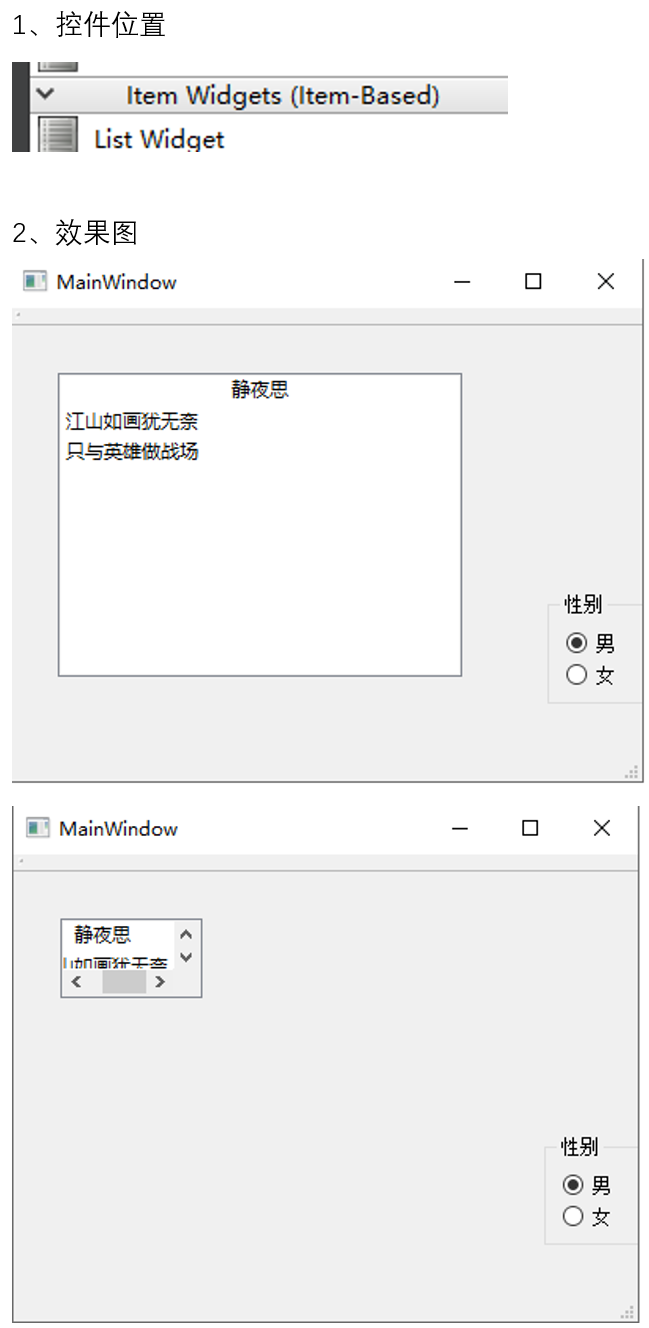 1、控件位置
Item Widgets (Item-Based)
List Widget
2、效果图
MainWindow
静夜思
江山如画犹无奈
只与英雄做战场
性别
男
女
MainWindow
静夜思
山如画犹无奈
性别
男
女